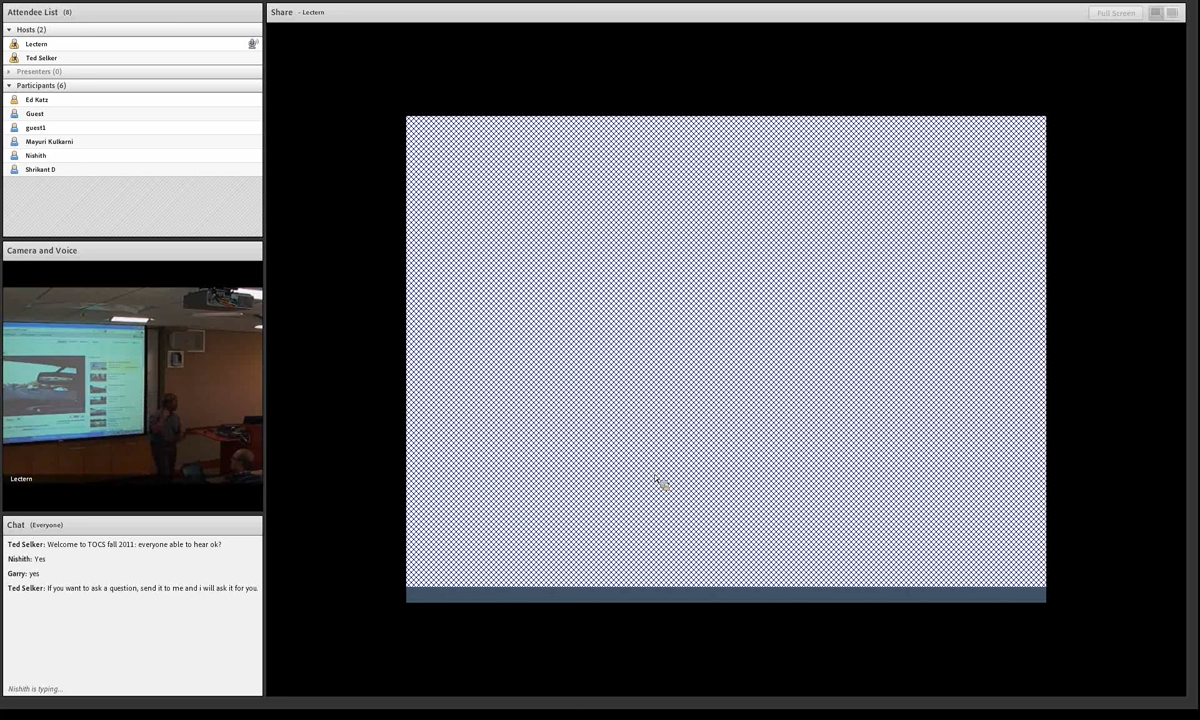 Attendee List (8)
Hosts (2)
Lectern
Ted Selker
Presenters (0)
Participants (6)
Ed Katz
Guest
guest1
Mayuri Kulkarni
Nishith
Shrikant D
Camera and Voice
Lectern
Chat (Everyone)
Ted Selker: Welcome to TOCS fall 2011: everyone able to hear ok?
Nishith: Yes
Garry: yes
Ted Selker: If you want to ask a question, send it to me and i will ask it for you.
Nishith is typing...
Share - Lectern
Full Screen